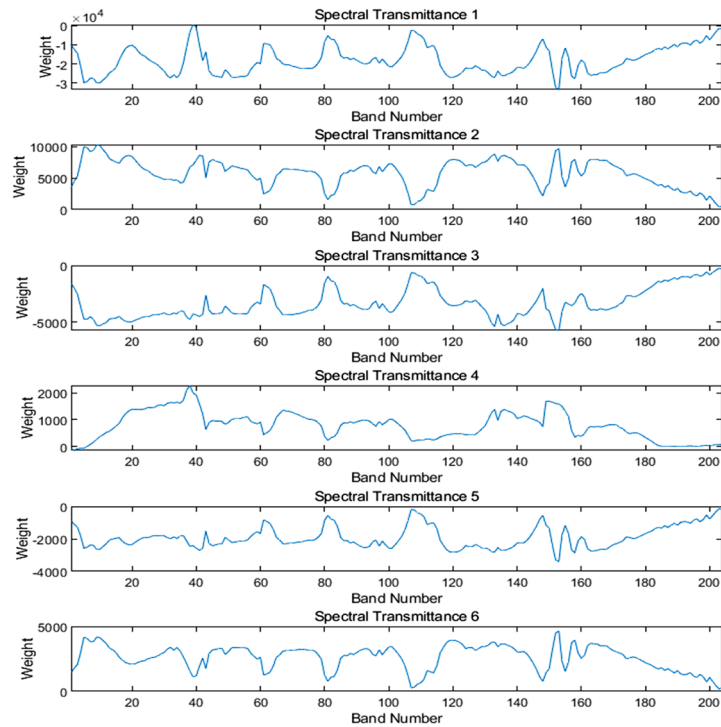 Spectral Transmittance 1
× 10⁴
0
-1
-2
-3
Weight
20 40 60 80 100 120 140 160 180 200
Band Number
Spectral Transmittance 2
10000
5000
0
Weight
20 40 60 80 100 120 140 160 180 200
Band Number
Spectral Transmittance 3
0
-5000
Weight
20 40 60 80 100 120 140 160 180 200
Band Number
Spectral Transmittance 4
2000
1000
0
Weight
20 40 60 80 100 120 140 160 180 200
Band Number
Spectral Transmittance 5
0
-2000
-4000
Weight
20 40 60 80 100 120 140 160 180 200
Band Number
Spectral Transmittance 6
5000
0
Weight
20 40 60 80 100 120 140 160 180 200
Band Number